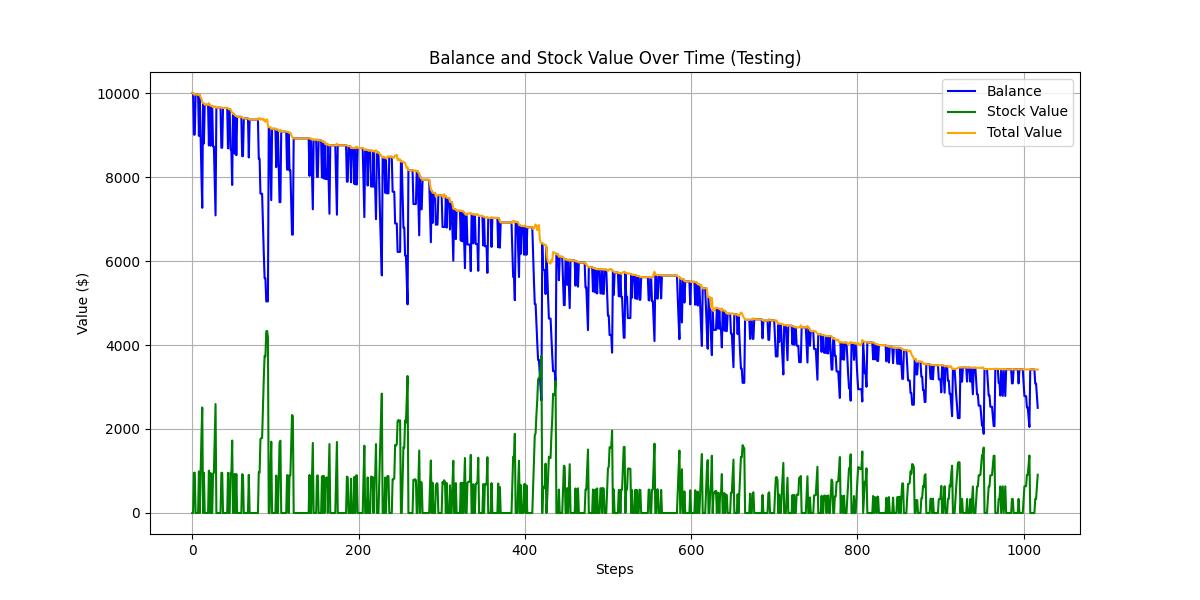 Balance and Stock Value Over Time (Testing)
Balance
Stock Value
Total Value
Value ($)
10000
8000
6000
4000
2000
0
0 200 400 600 800 1000
Steps